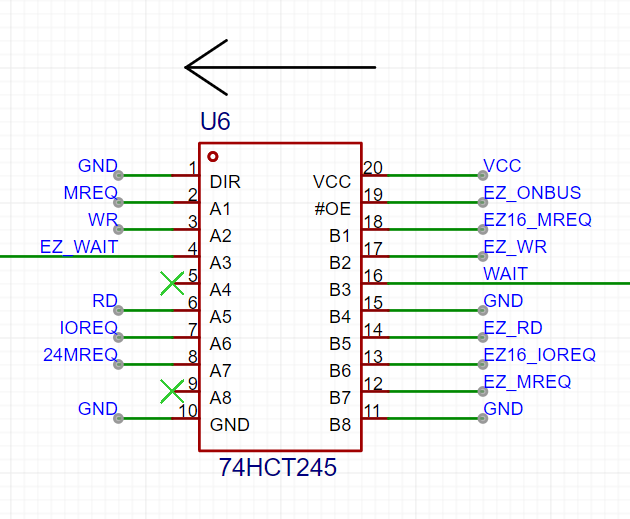 U6
GND 1 DIR VCC 20 VCC
MREQ 2 A1 #OE 19 EZ_ONBUS
WR 3 A2 B1 18 EZ16_MREQ
EZ_WAIT 4 A3 B2 17 EZ_WR
5 A4 B3 16 WAIT
RD 6 A5 B4 15 GND
IOREQ 7 A6 B5 14 EZ_RD
24MREQ 8 A7 B6 13 EZ16_IOREQ
9 A8 B7 12 EZ_MREQ
GND 10 GND B8 11 GND
74HCT245